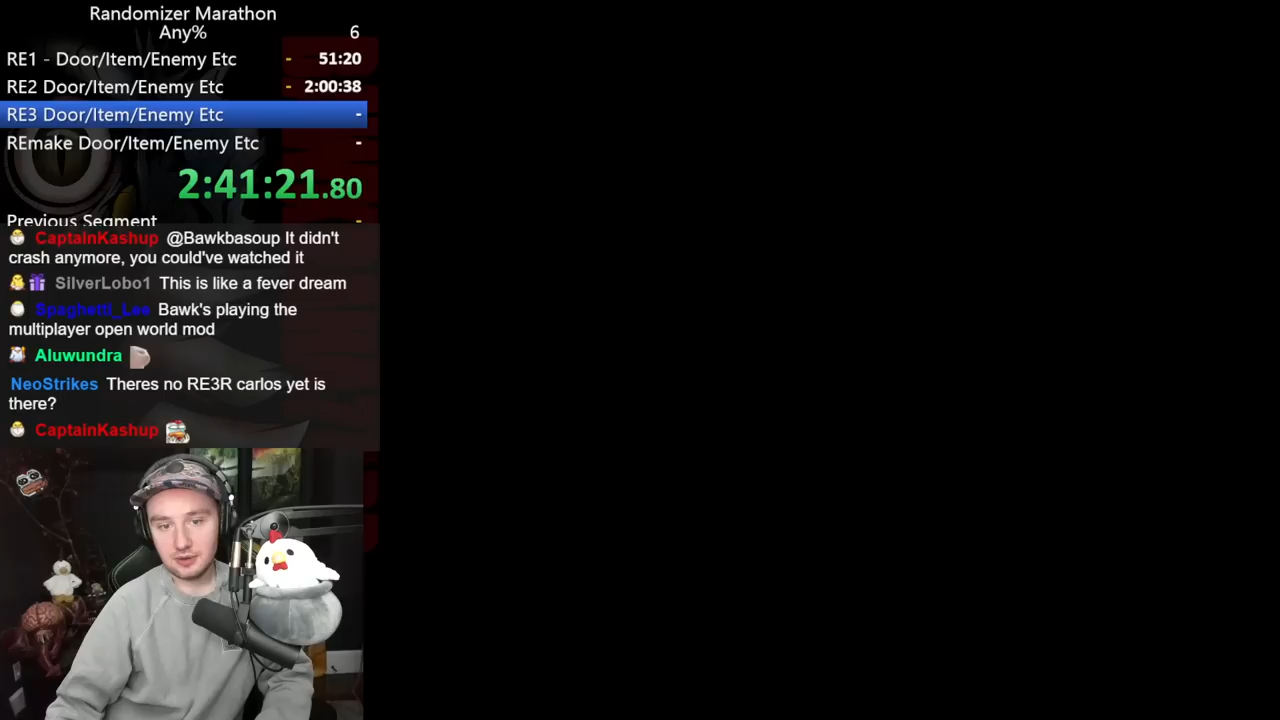 Randomizer Marathon
Any% 6
RE1 - Door/Item/Enemy Etc - 51:20
RE2 Door/Item/Enemy Etc - 2:00:38
RE3 Door/Item/Enemy Etc -
REmake Door/Item/Enemy Etc -
2:41:21.80
Previous Segment -
CaptainKashup @Bawkbasoup It didn't
crash anymore, you could've watched it
SilverLobo1 This is like a fever dream
Spaghetti_Lee Bawk's playing the
multiplayer open world mod
Aluwundra
NeoStrikes Theres no RE3R carlos yet is
there?
CaptainKashup